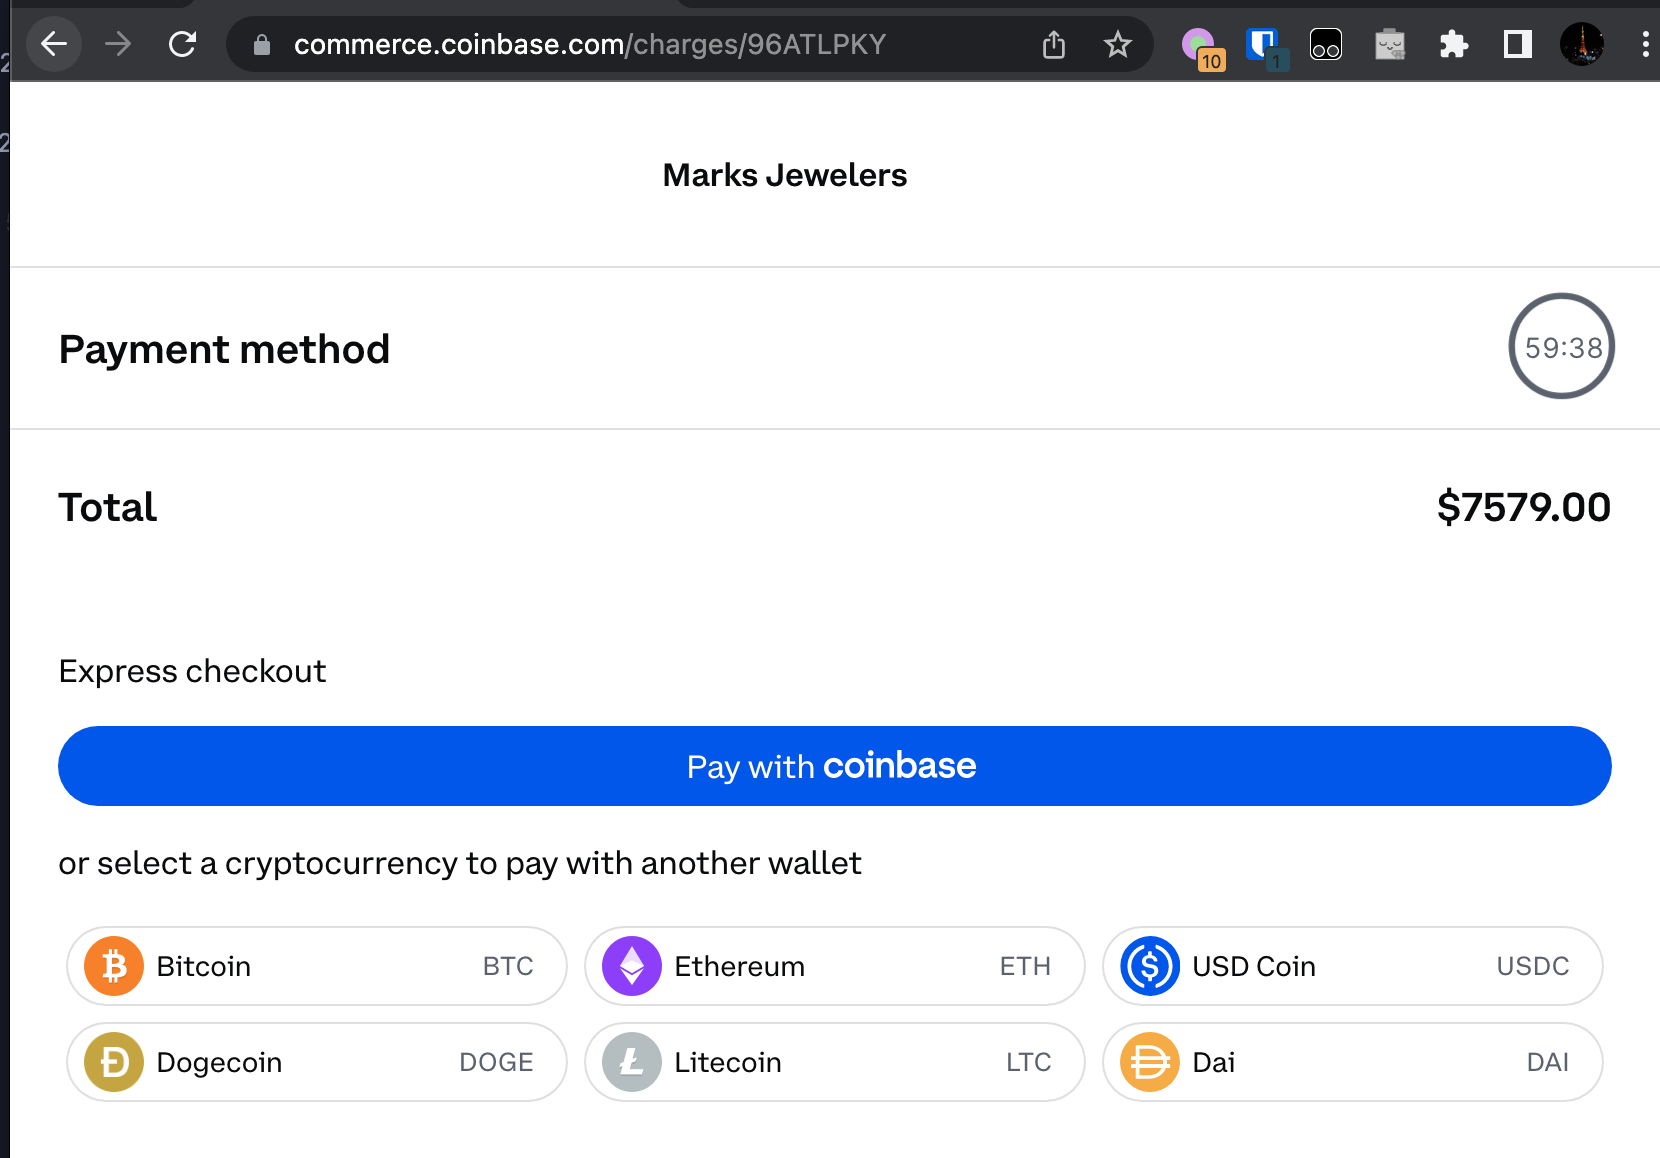 commerce.coinbase.com/charges/96ATLPKY
10
1
2
2
Marks Jewelers
Payment method
59:38
Total
$7579.00
Express checkout
Pay with coinbase
or select a cryptocurrency to pay with another wallet
Bitcoin BTC
Ethereum ETH
USD Coin USDC
Dogecoin DOGE
Litecoin LTC
Dai DAI